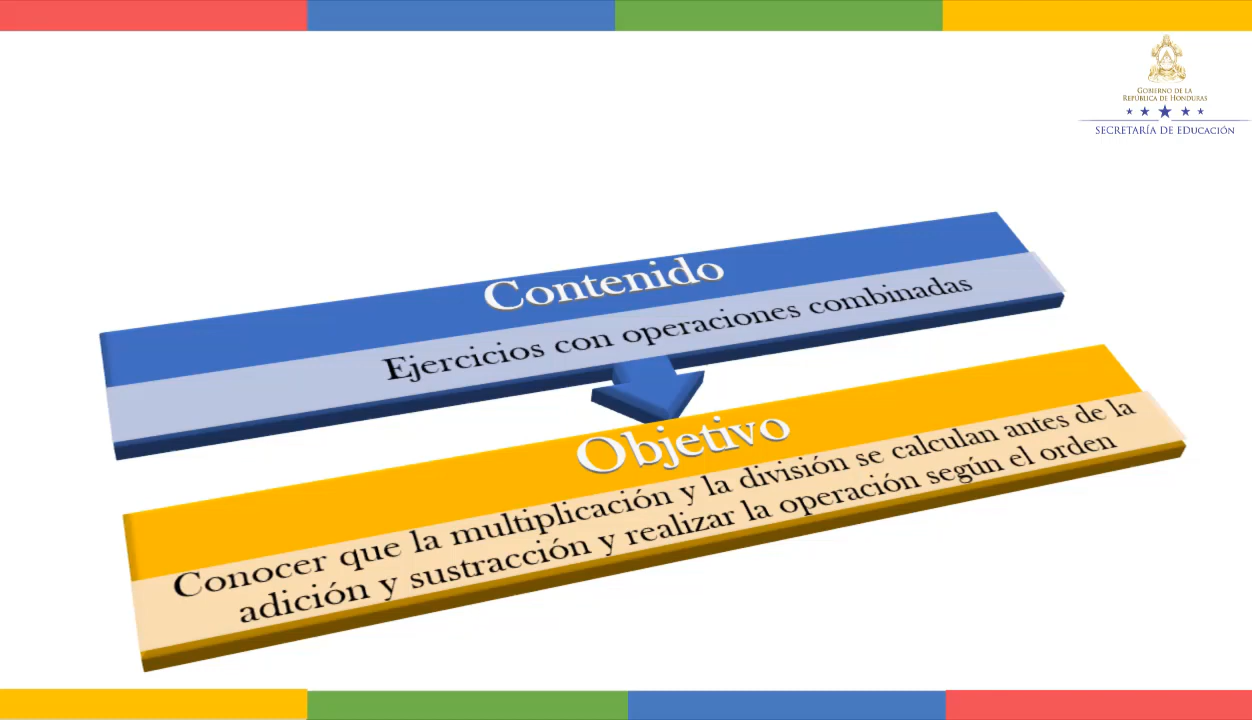 GOBIERNO DE LA
REPÚBLICA DE HONDURAS
SECRETARÍA DE EDUCACIÓN
Contenido
Ejercicios con operaciones combinadas
Objetivo
Conocer que la multiplicación y la división se calculan antes de la
adición y sustracción y realizar la operación según el orden